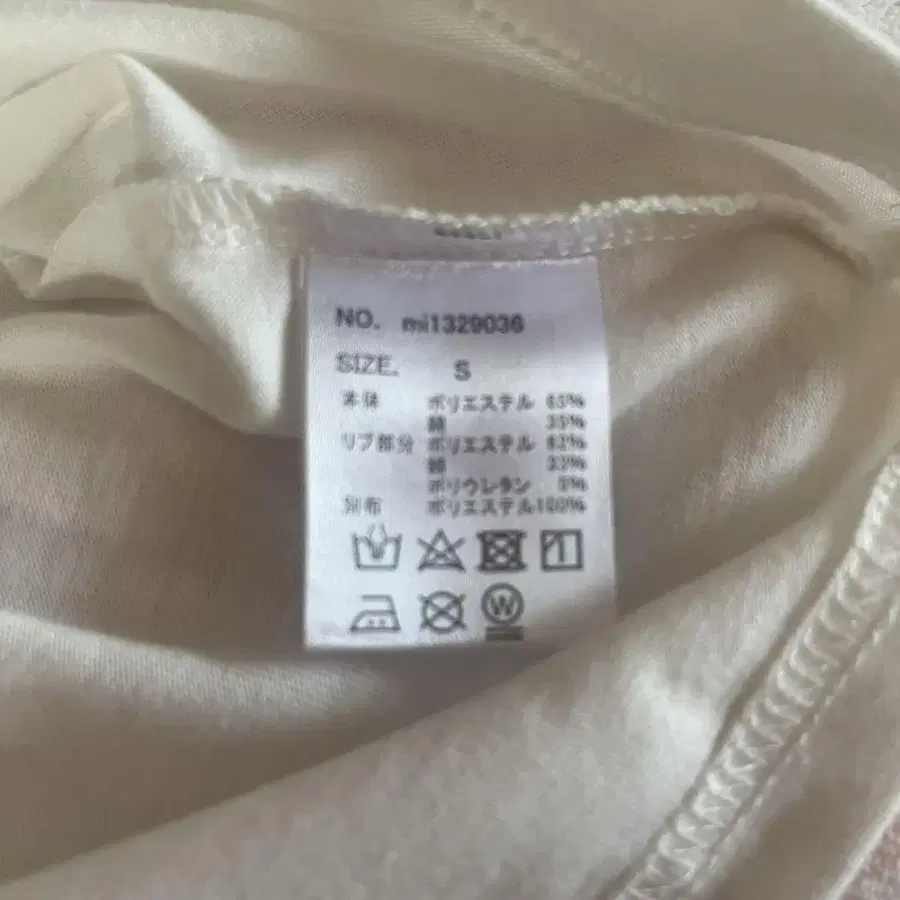 NO. mi1329036
SIZE. S
本体 ポリエステル 65%
綿 35%
リブ部分 ポリエステル 62%
綿 33%
ポリウレタン 5%
別布 ポリエステル100%
W